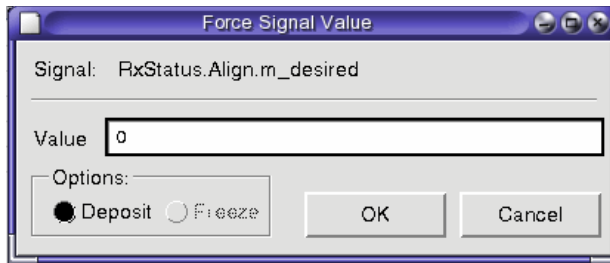 Force Signal Value
Signal: RxStatus.Align.m_desired
Value 0
Options:
Deposit Freeze
OK Cancel